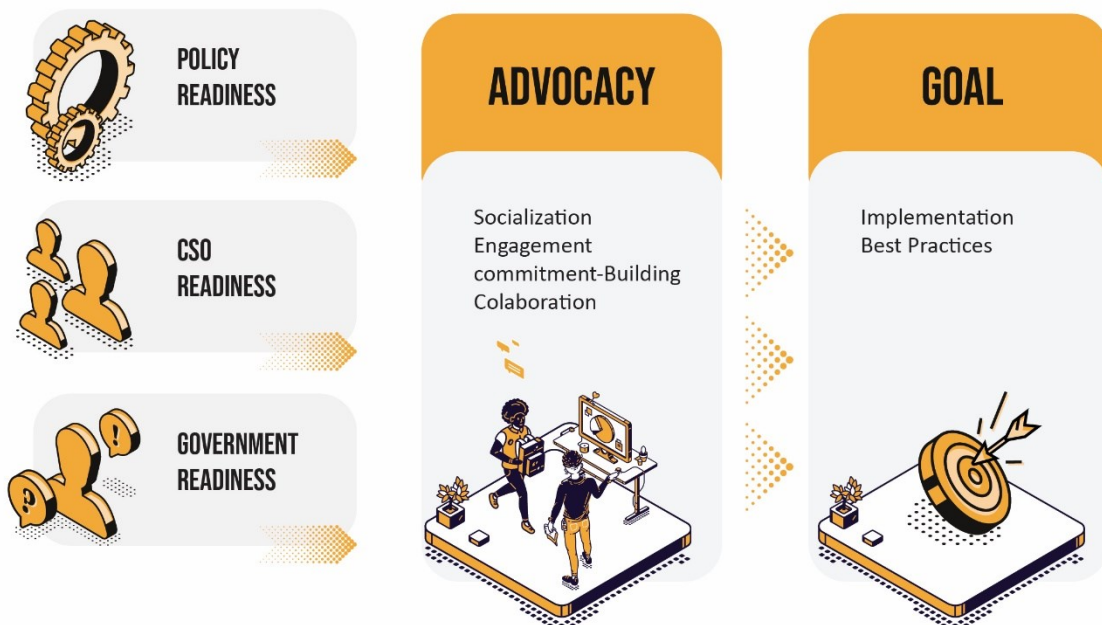 POLICY
READINESS
CSO
READINESS
GOVERNMENT
READINESS
ADVOCACY
Socialization
Engagement
commitment-Building
Colaboration
GOAL
Implementation
Best Practices